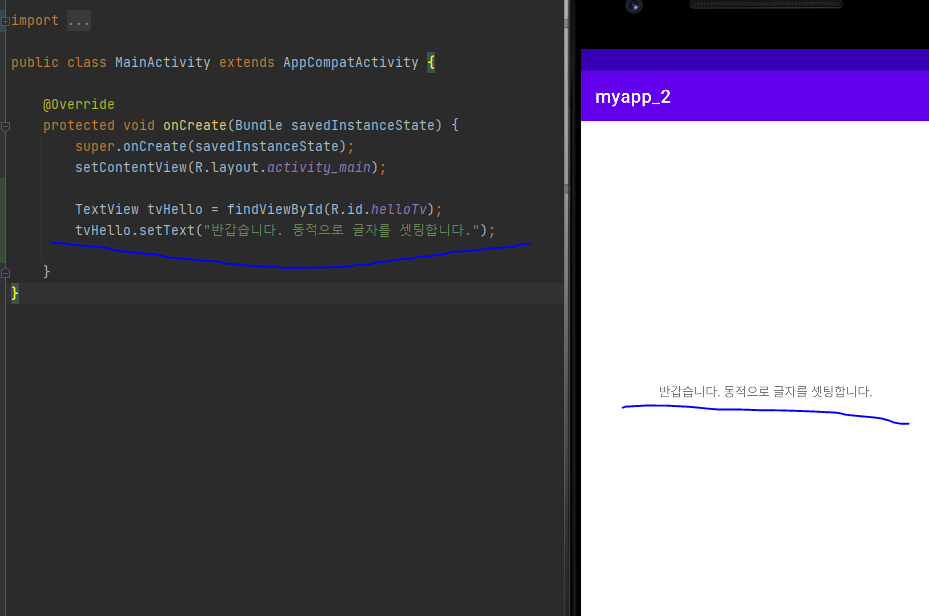 import ...
public class MainActivity extends AppCompatActivity {
@Override
protected void onCreate(Bundle savedInstanceState) {
super.onCreate(savedInstanceState);
setContentView(R.layout.activity_main);
TextView tvHello = findViewById(R.id.helloTv);
tvHello.setText("반갑습니다. 동적으로 글자를 셋팅합니다.");
}
}
myapp_2
반갑습니다. 동적으로 글자를 셋팅합니다.